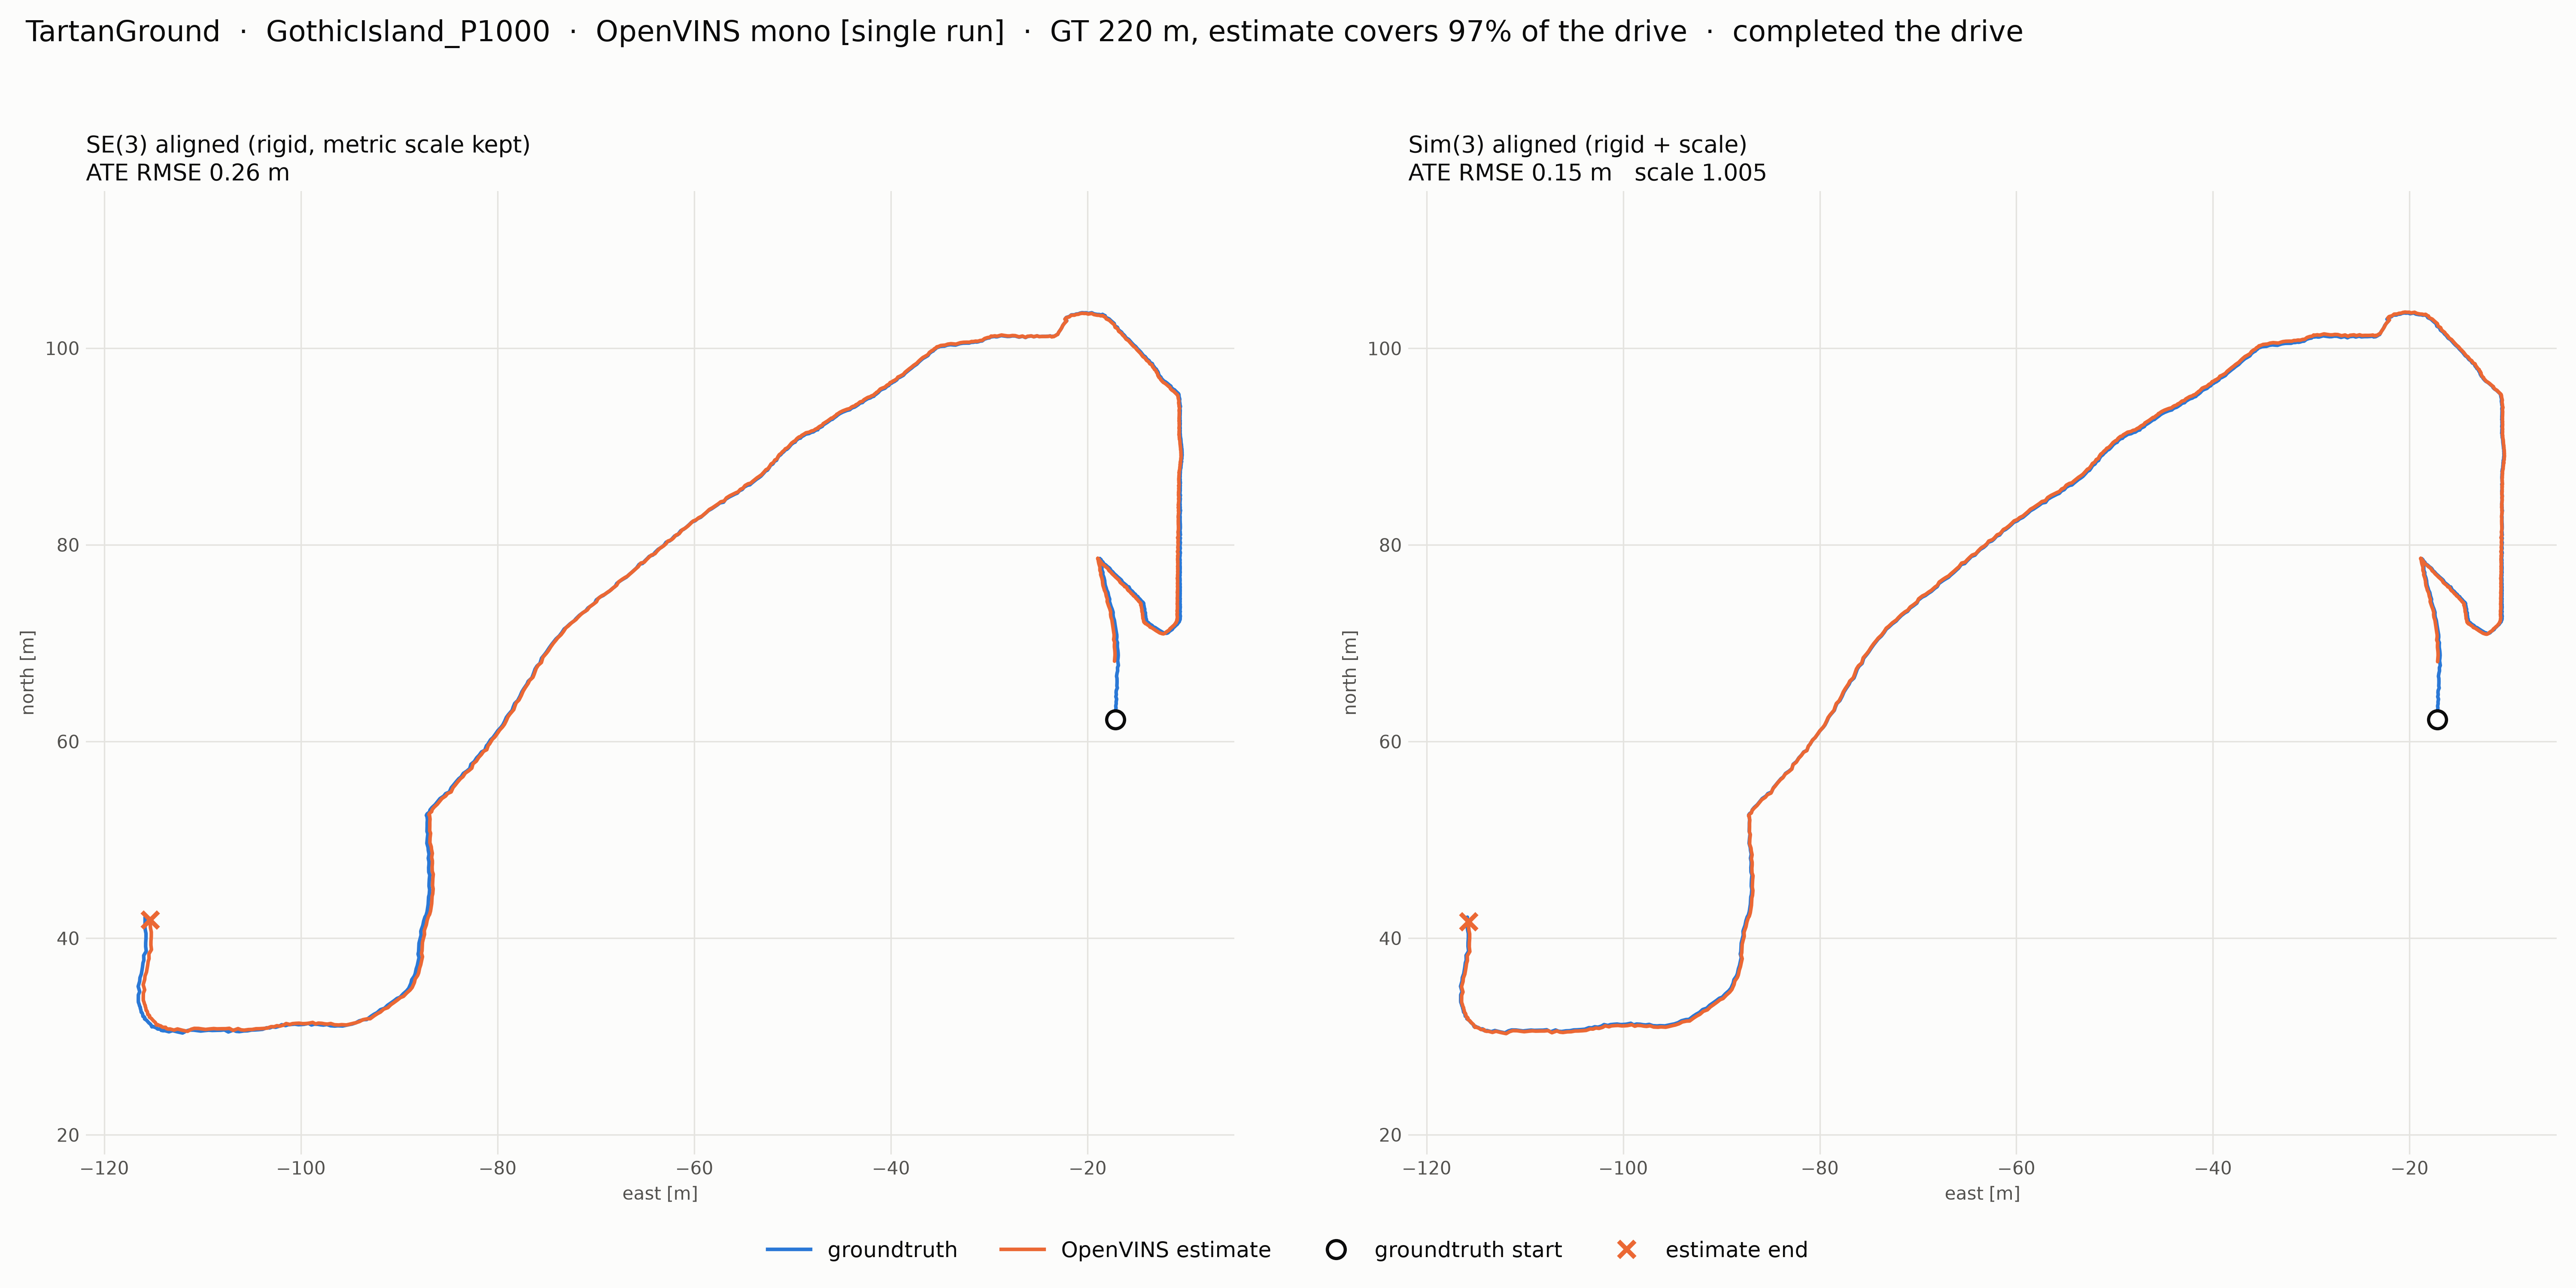 TartanGround · GothicIsland_P1000 · OpenVINS mono [single run] · GT 220 m, estimate covers 97% of the drive · completed the drive
SE(3) aligned (rigid, metric scale kept)
ATE RMSE 0.26 m
100
80
60
40
20
north [m]
−120
−100
−80
−60
−40
−20
east [m]
Sim(3) aligned (rigid + scale)
ATE RMSE 0.15 m   scale 1.005
100
80
60
40
20
north [m]
−120
−100
−80
−60
−40
−20
east [m]
groundtruth
OpenVINS estimate
groundtruth start
estimate end